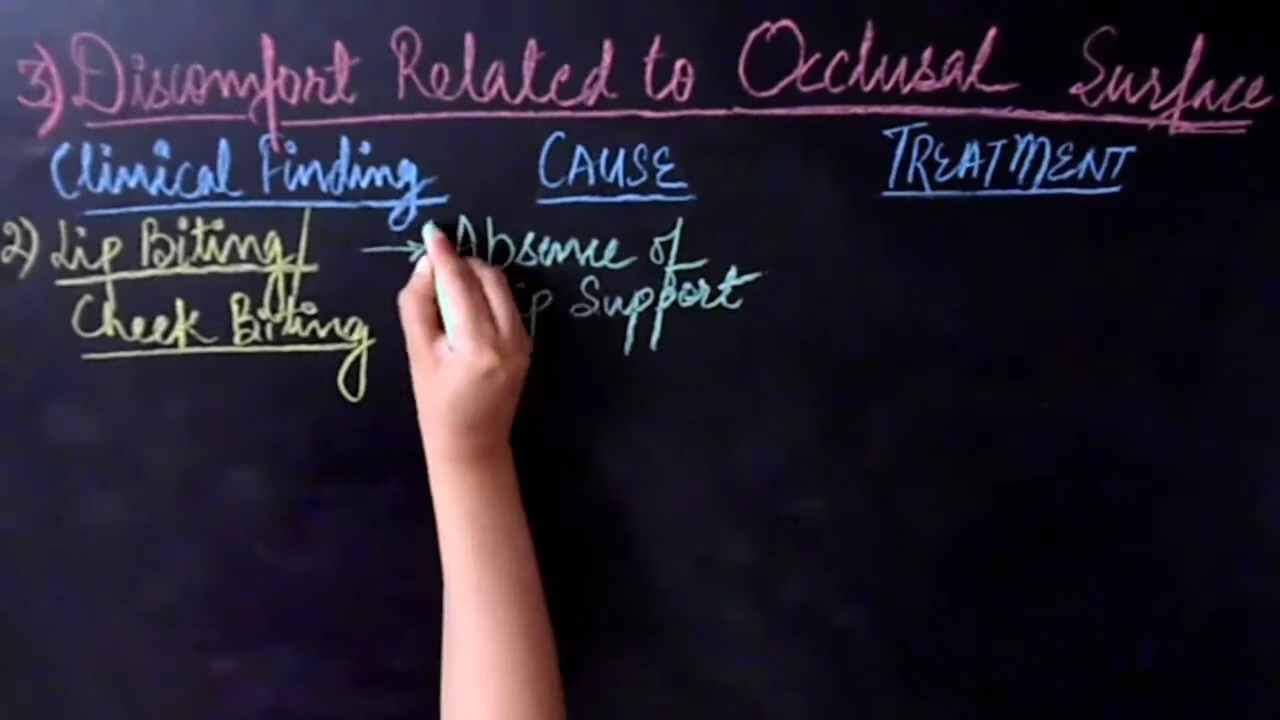 3) Discomfort Related to Occlusal Surface
Clinical Finding CAUSE TREATMENT
2) Lip Biting/ → Absence of
Cheek Biting Support